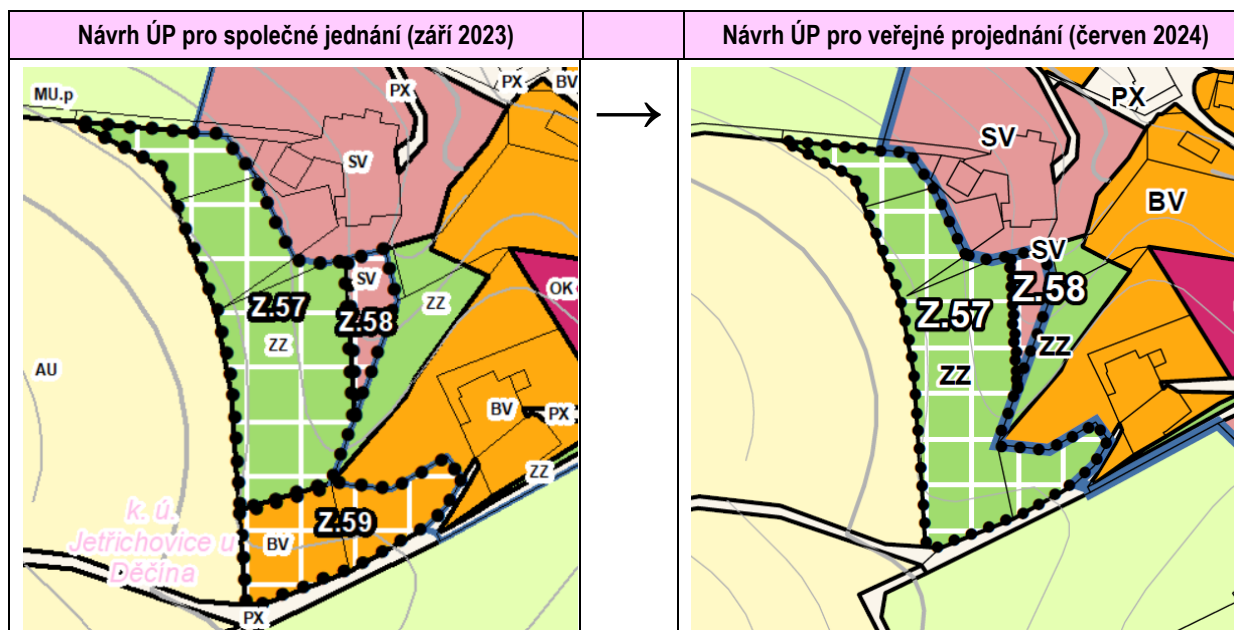 Návrh ÚP pro společné jednání (září 2023)
Návrh ÚP pro veřejné projednání (červen 2024)
MU.p
PX
PX
BV
SV
SV
OK
ZZ
Z.57
Z.58
ZZ
AU
BV
PX
ZZ
Z.59
BV
k. ú.
Jetřichovice u
Děčína
PX
PX
SV
BV
SV
Z.58
Z.57
ZZ
ZZ